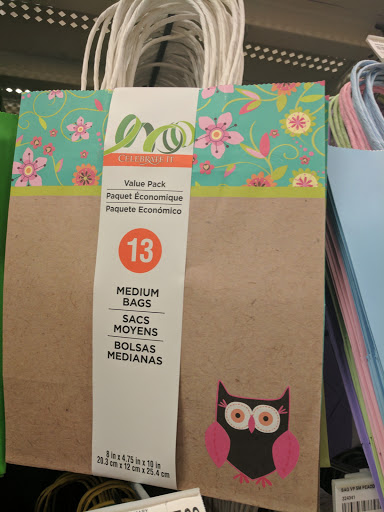 CELEBRATE IT
Value Pack
Paquet Économique
Paquete Económico
13
MEDIUM
BAGS
SACS
MOYENS
BOLSAS
MEDIANAS
8 in x 4.75 in x 10 in
20.3 cm x 12 cm x 25.4 cm